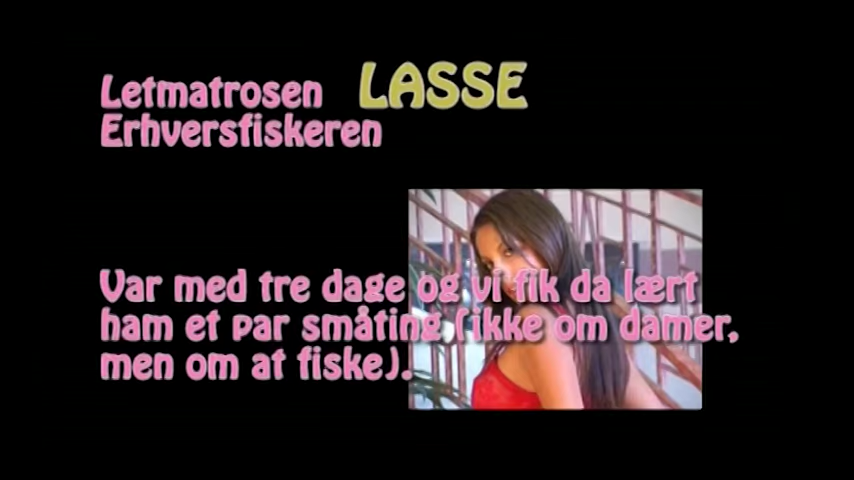 Letmatrosen LASSE
Erhversfiskeren
Var med tre dage og vi fik da lært
ham et par småting (ikke om damer,
men om at fiske).